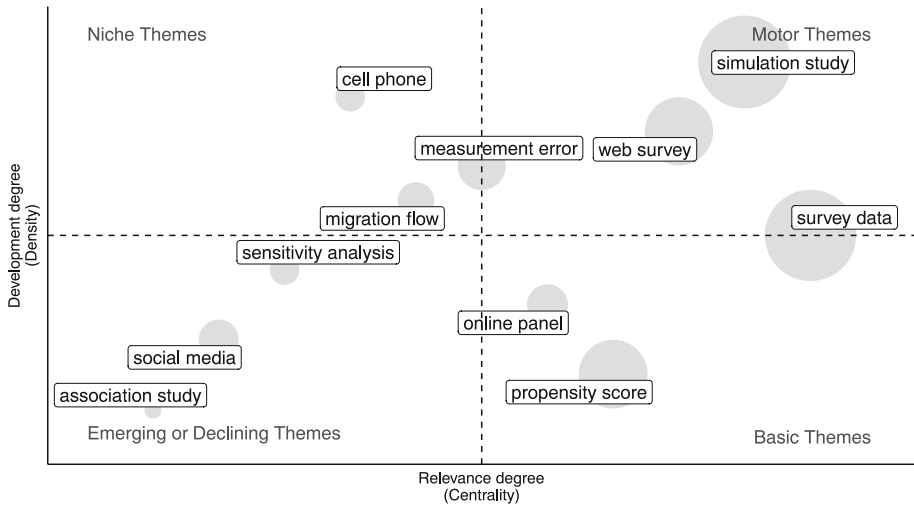 Niche Themes
Motor Themes
simulation study
cell phone
measurement error
web survey
migration flow
survey data
sensitivity analysis
online panel
social media
propensity score
association study
Emerging or Declining Themes
Basic Themes
Development degree
(Density)
Relevance degree
(Centrality)